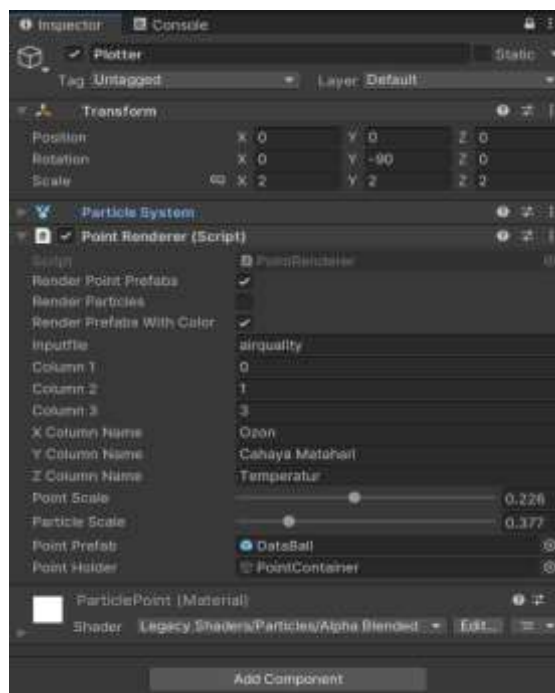 Inspector Console
Plotter Static
Tag Untagged Layer Default
Transform
Position X 0 Y 0 Z 0
Rotation X 0 Y -90 Z 0
Scale X 2 Y 2 Z 2
Particle System
Point Renderer (Script)
Script PointRenderer
Render Point Prefabs
Render Particles
Render Prefabs With Color
Inputfile airquality
Column 1 0
Column 2 1
Column 3 3
X Column Name Ozon
Y Column Name Cahaya Matahari
Z Column Name Temperatur
Point Scale 0.226
Particle Scale 0.377
Point Prefab DataBall
Point Holder PointContainer
ParticlePoint (Material)
Shader Legacy Shaders/Particles/Alpha Blended Edit...
Add Component